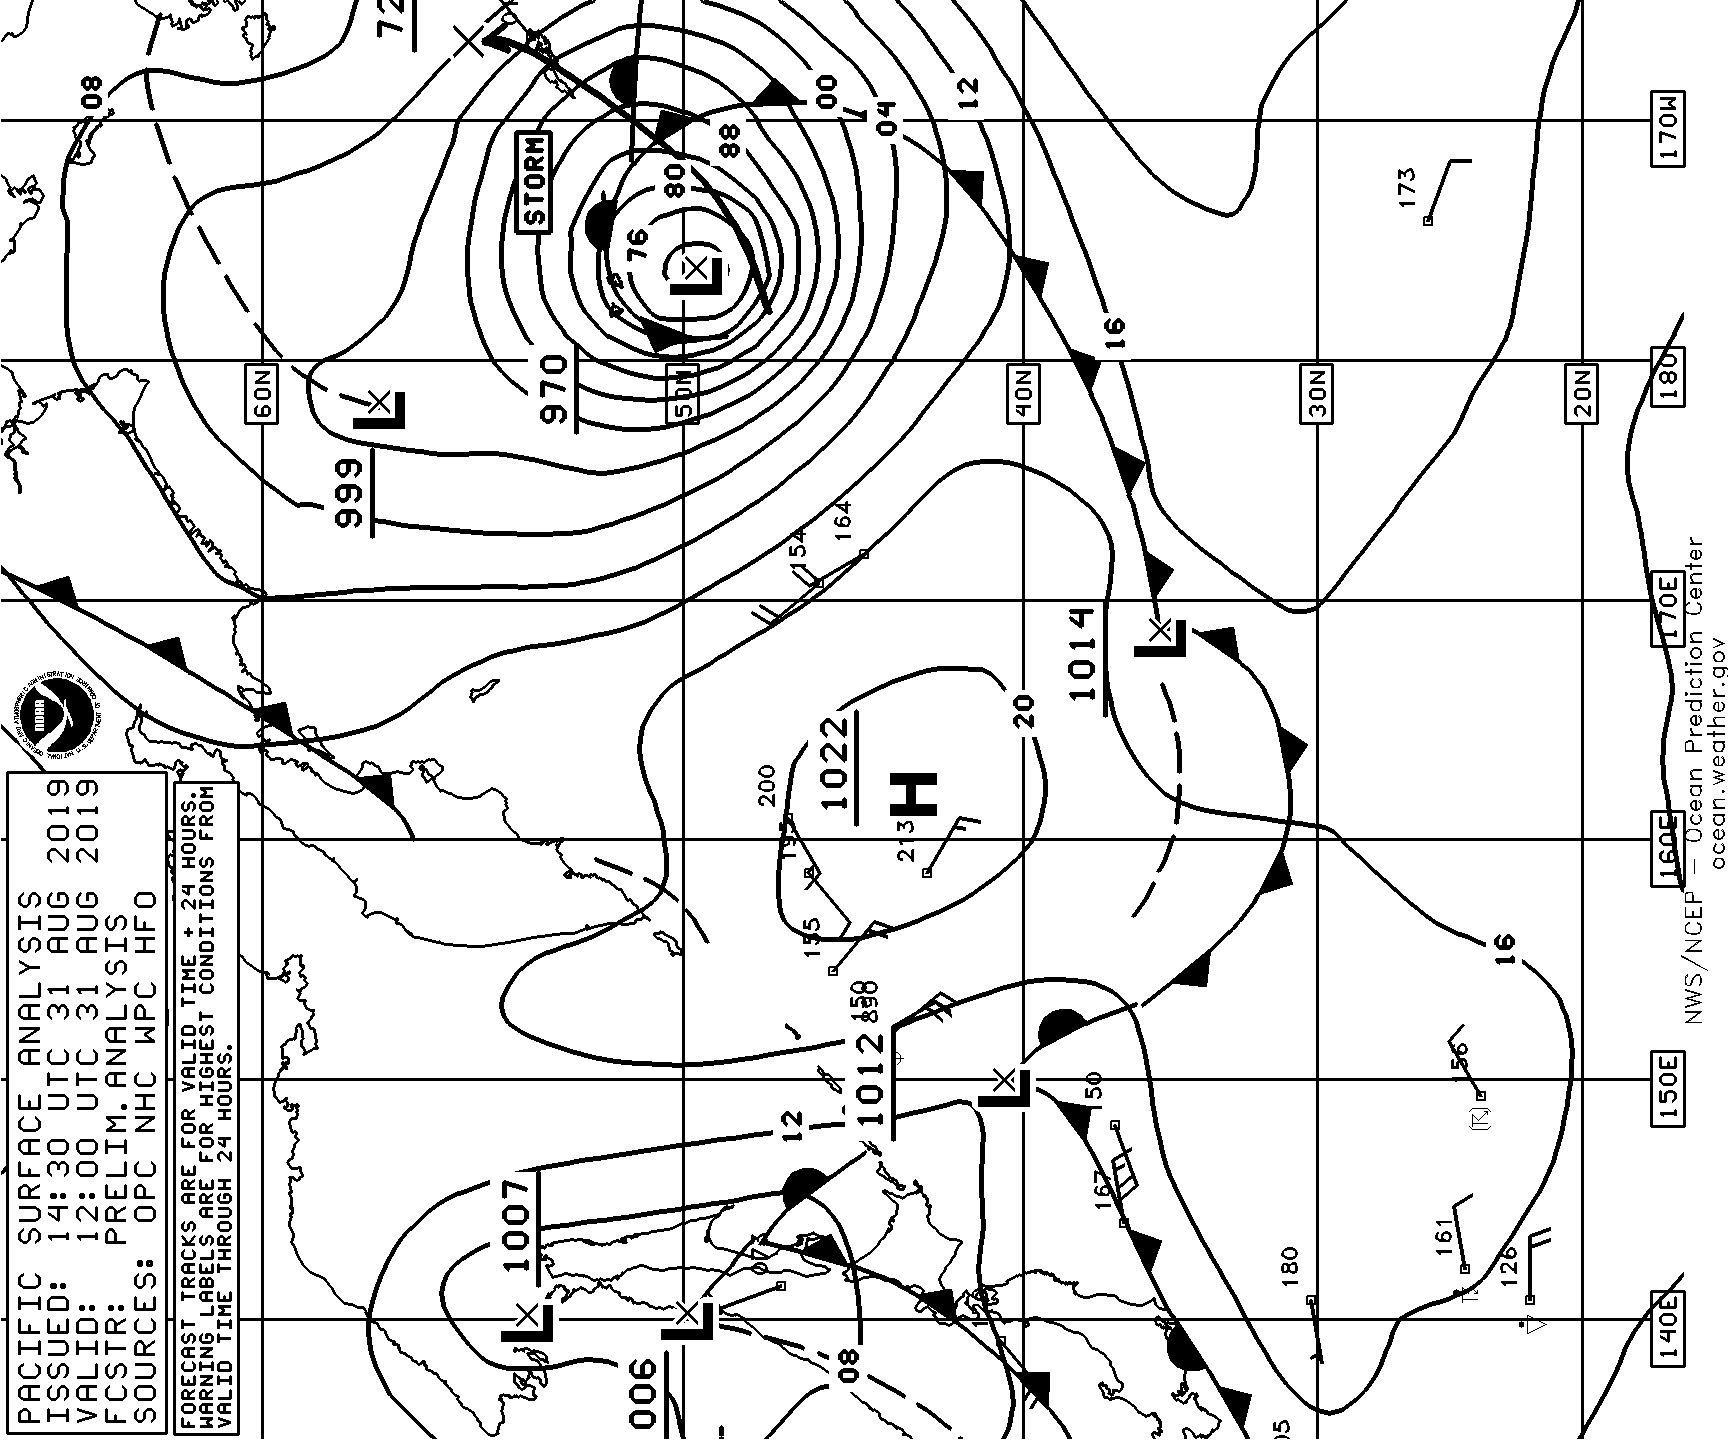 PACIFIC SURFACE ANALYSIS
ISSUED: 14:30 UTC 31 AUG 2019
VALID: 12:00 UTC 31 AUG 2019
FCSTR: PRELIM.ANALYSIS
SOURCES: OPC NHC WPC HFO
FORECAST TRACKS ARE FOR VALID TIME + 24 HOURS.
WARNING LABELS ARE FOR HIGHEST CONDITIONS FROM
VALID TIME THROUGH 24 HOURS.
NOAA
1007
006
08
12
1012
150
890
155
200
1022
H
213
20
999
L
970
STORM
76
80
88
00
04
12
08
72
154
164
1014
L
16
16
173
150
167
156
161
126
180
60N
50N
40N
30N
20N
170W
180
170E
160E
150E
140E
NWS/NCEP – Ocean Prediction Center
ocean.weather.gov